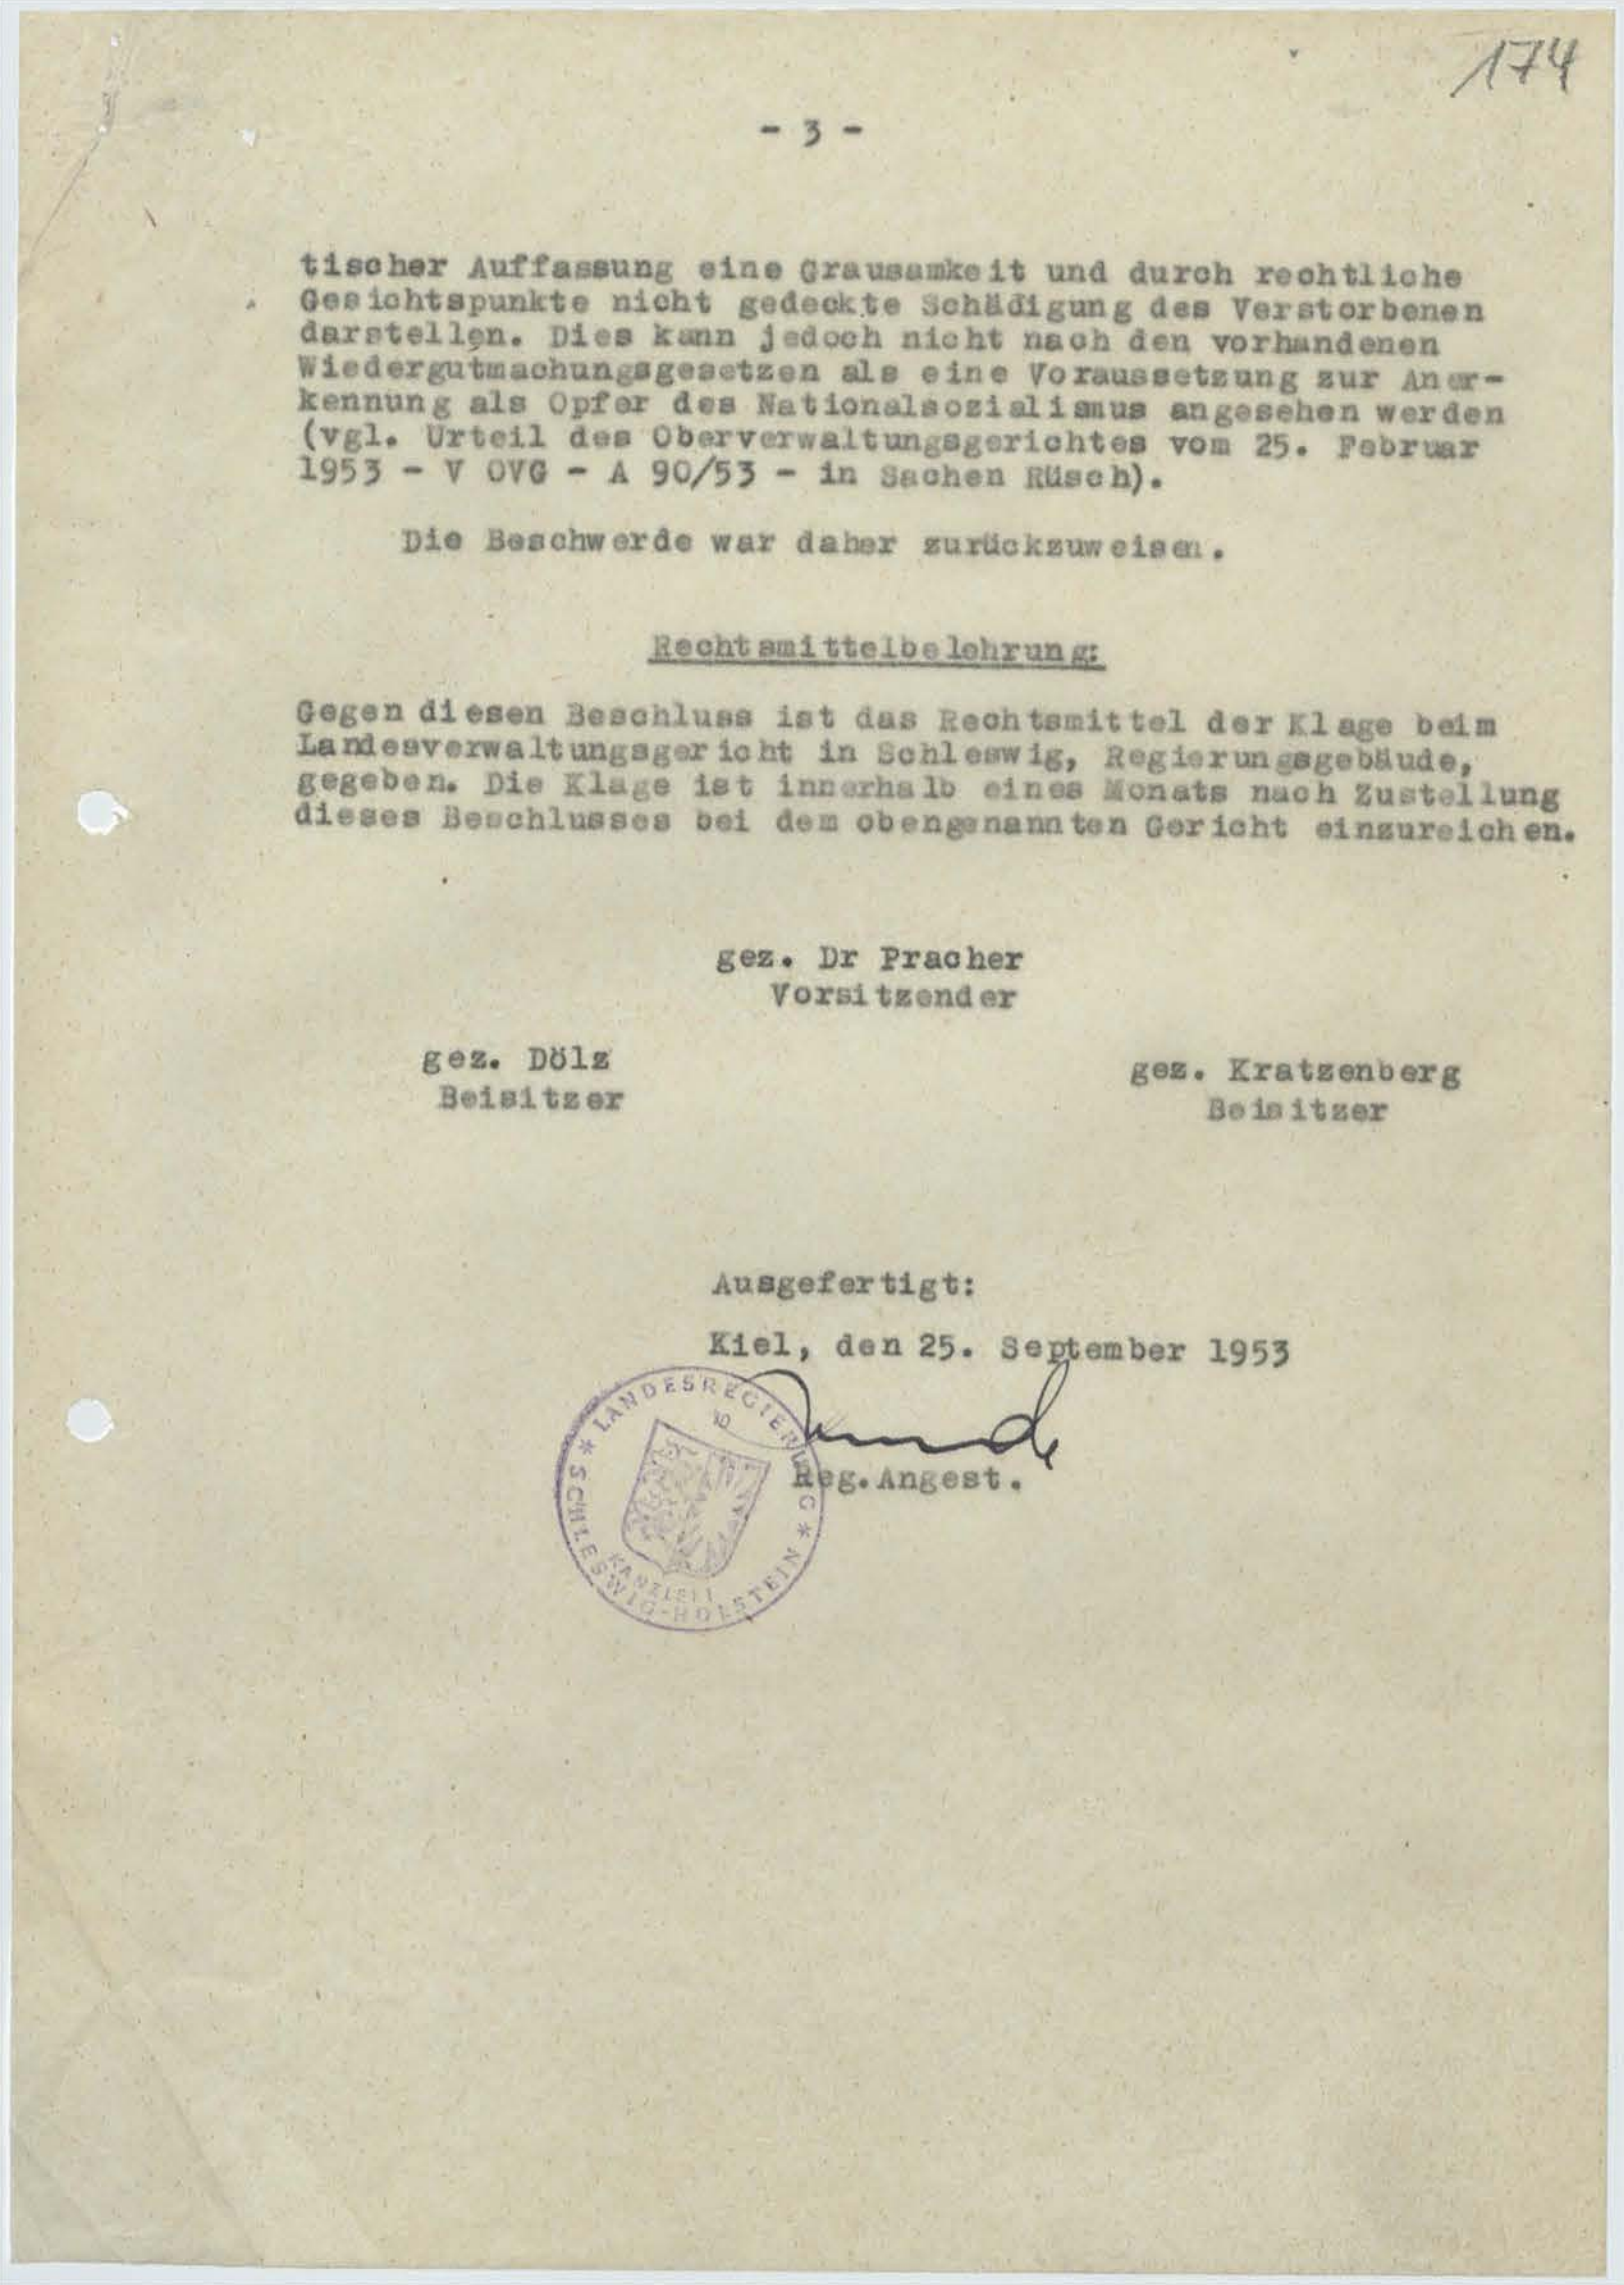 174
- 3 -
tischer Auffassung eine Grausamkeit und durch rechtliche
Gesichtspunkte nicht gedeckte Schädigung des Verstorbenen
darstellen. Dies kann jedoch nicht nach den vorhandenen
Wiedergutmachungsgesetzen als eine Voraussetzung zur Aner-
kennung als Opfer des Nationalsozialismus angesehen werden
(vgl. Urteil des Oberverwaltungsgerichtes vom 25. Februar
1953 - V OVG - A 90/53 - in Sachen Rüsch).
Die Beschwerde war daher zurückzuweisen.
Rechtsmittelbelehrung:
Gegen diesen Beschluss ist das Rechtsmittel der Klage beim
Landesverwaltungsgericht in Schleswig, Regierungsgebäude,
gegeben. Die Klage ist innerhalb eines Monats nach Zustellung
dieses Beschlusses bei dem obengenannten Gericht einzureichen.
gez. Dr Pracher
Vorsitzender
gez. Dölz
Beisitzer
gez. Kratzenberg
Beisitzer
Ausgefertigt:
Kiel, den 25. September 1953
Reg.Angest.
* LANDESREGIERUNG * SCHLESWIG-HOLSTEIN
10
KANZLEI